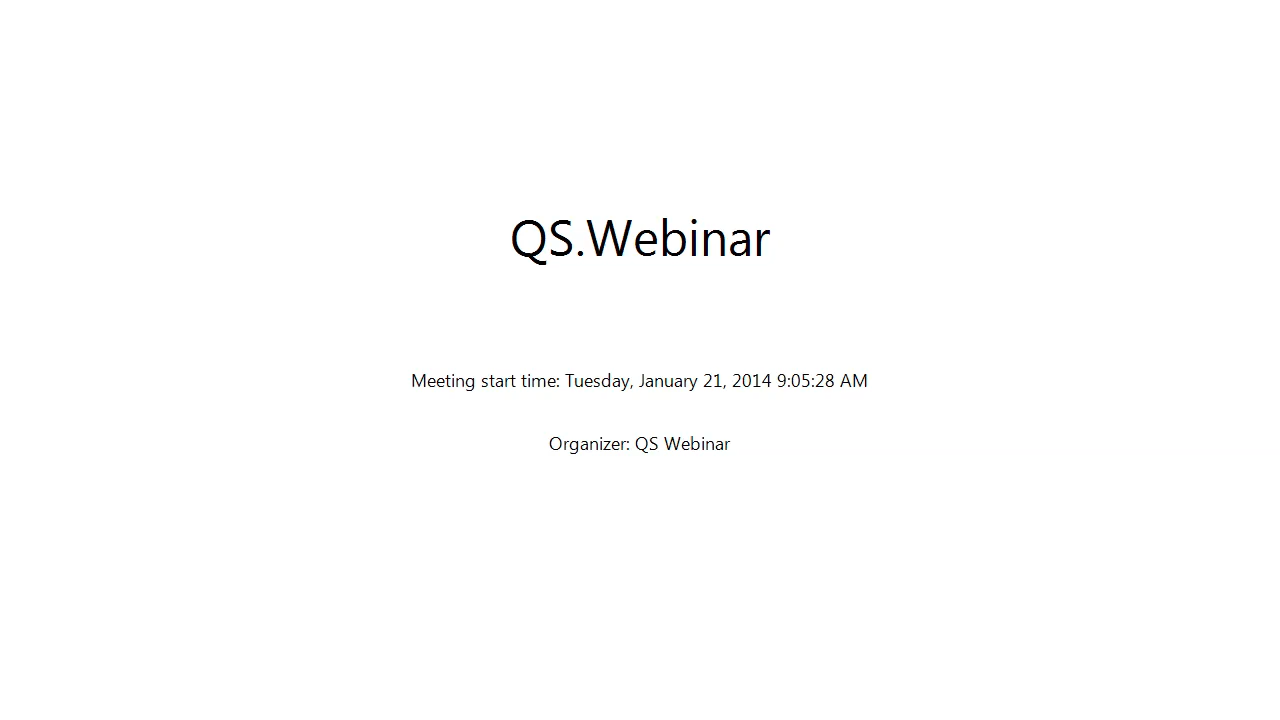 QS.Webinar
Meeting start time: Tuesday, January 21, 2014 9:05:28 AM
Organizer: QS Webinar